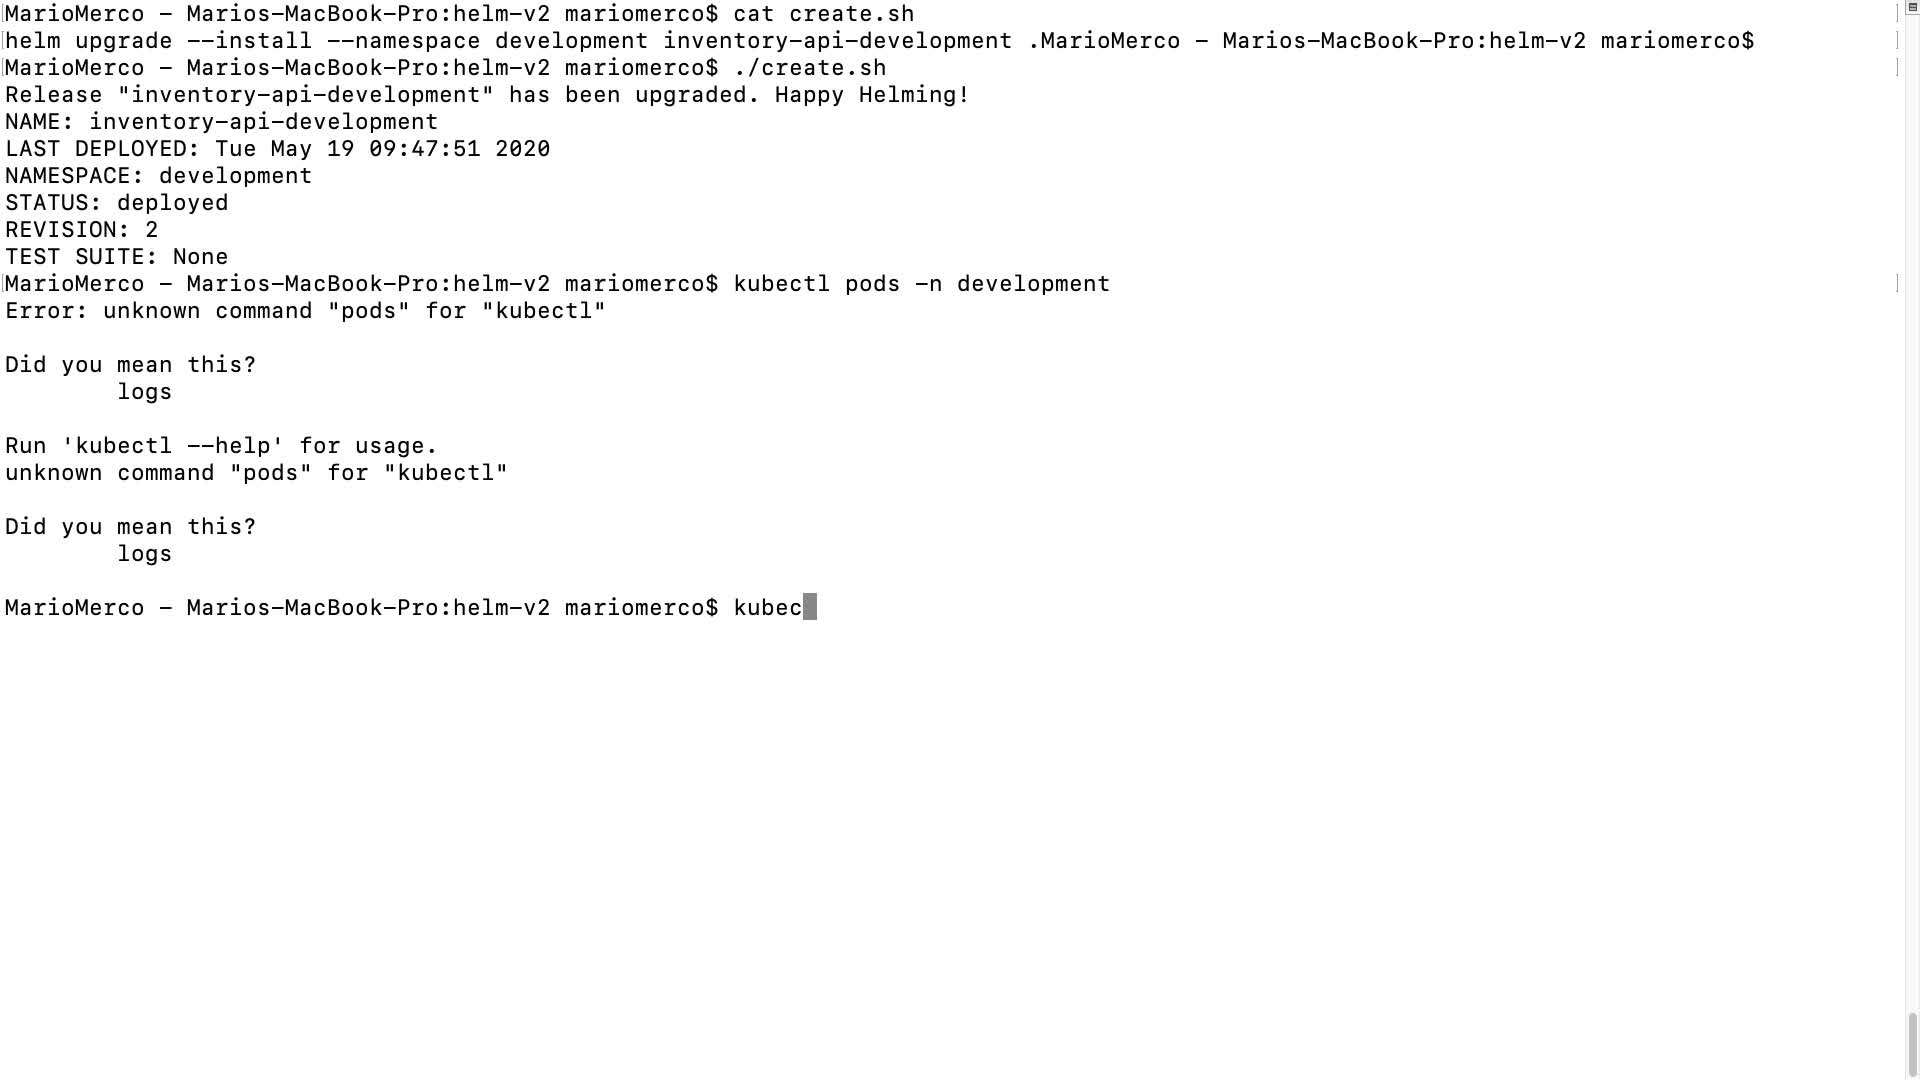 MarioMerco - Marios-MacBook-Pro:helm-v2 mariomerco$ cat create.sh
helm upgrade --install --namespace development inventory-api-development .MarioMerco - Marios-MacBook-Pro:helm-v2 mariomerco$
MarioMerco - Marios-MacBook-Pro:helm-v2 mariomerco$ ./create.sh
Release "inventory-api-development" has been upgraded. Happy Helming!
NAME: inventory-api-development
LAST DEPLOYED: Tue May 19 09:47:51 2020
NAMESPACE: development
STATUS: deployed
REVISION: 2
TEST SUITE: None
MarioMerco - Marios-MacBook-Pro:helm-v2 mariomerco$ kubectl pods -n development
Error: unknown command "pods" for "kubectl"
Did you mean this?
logs
Run 'kubectl --help' for usage.
unknown command "pods" for "kubectl"
Did you mean this?
logs
MarioMerco - Marios-MacBook-Pro:helm-v2 mariomerco$ kubec